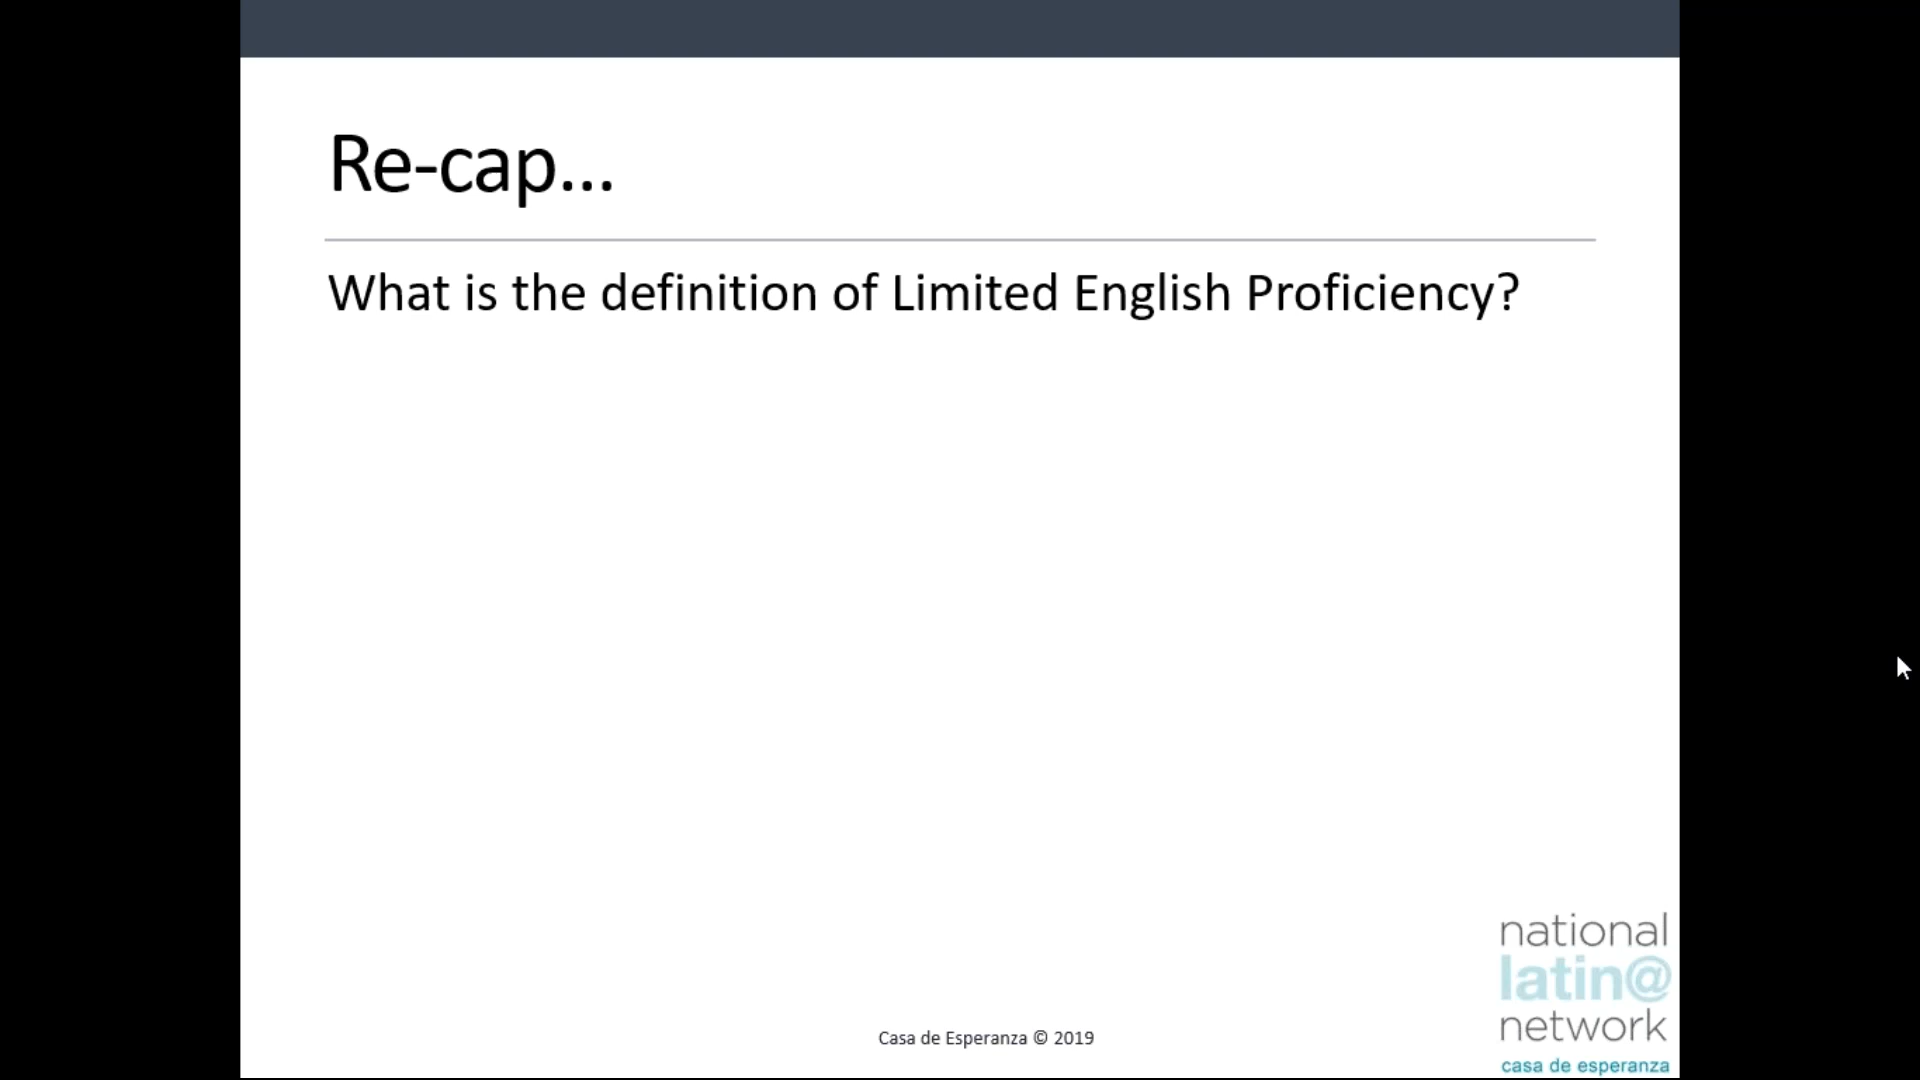 Re-cap...
What is the definition of Limited English Proficiency?
Casa de Esperanza © 2019
national
latin@
network
casa de esperanza